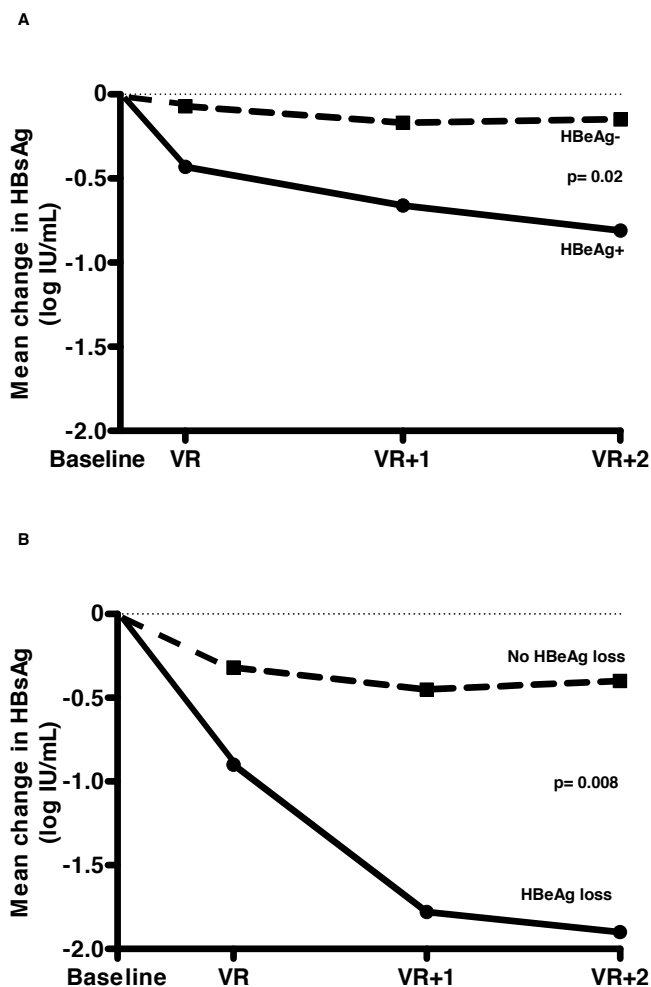 A
Mean change in HBsAg
(log IU/mL)
0
-0.5
-1.0
-1.5
-2.0
HBeAg-
p= 0.02
HBeAg+
Baseline VR VR+1 VR+2
B
Mean change in HBsAg
(log IU/mL)
0
-0.5
-1.0
-1.5
-2.0
No HBeAg loss
p= 0.008
HBeAg loss
Baseline VR VR+1 VR+2